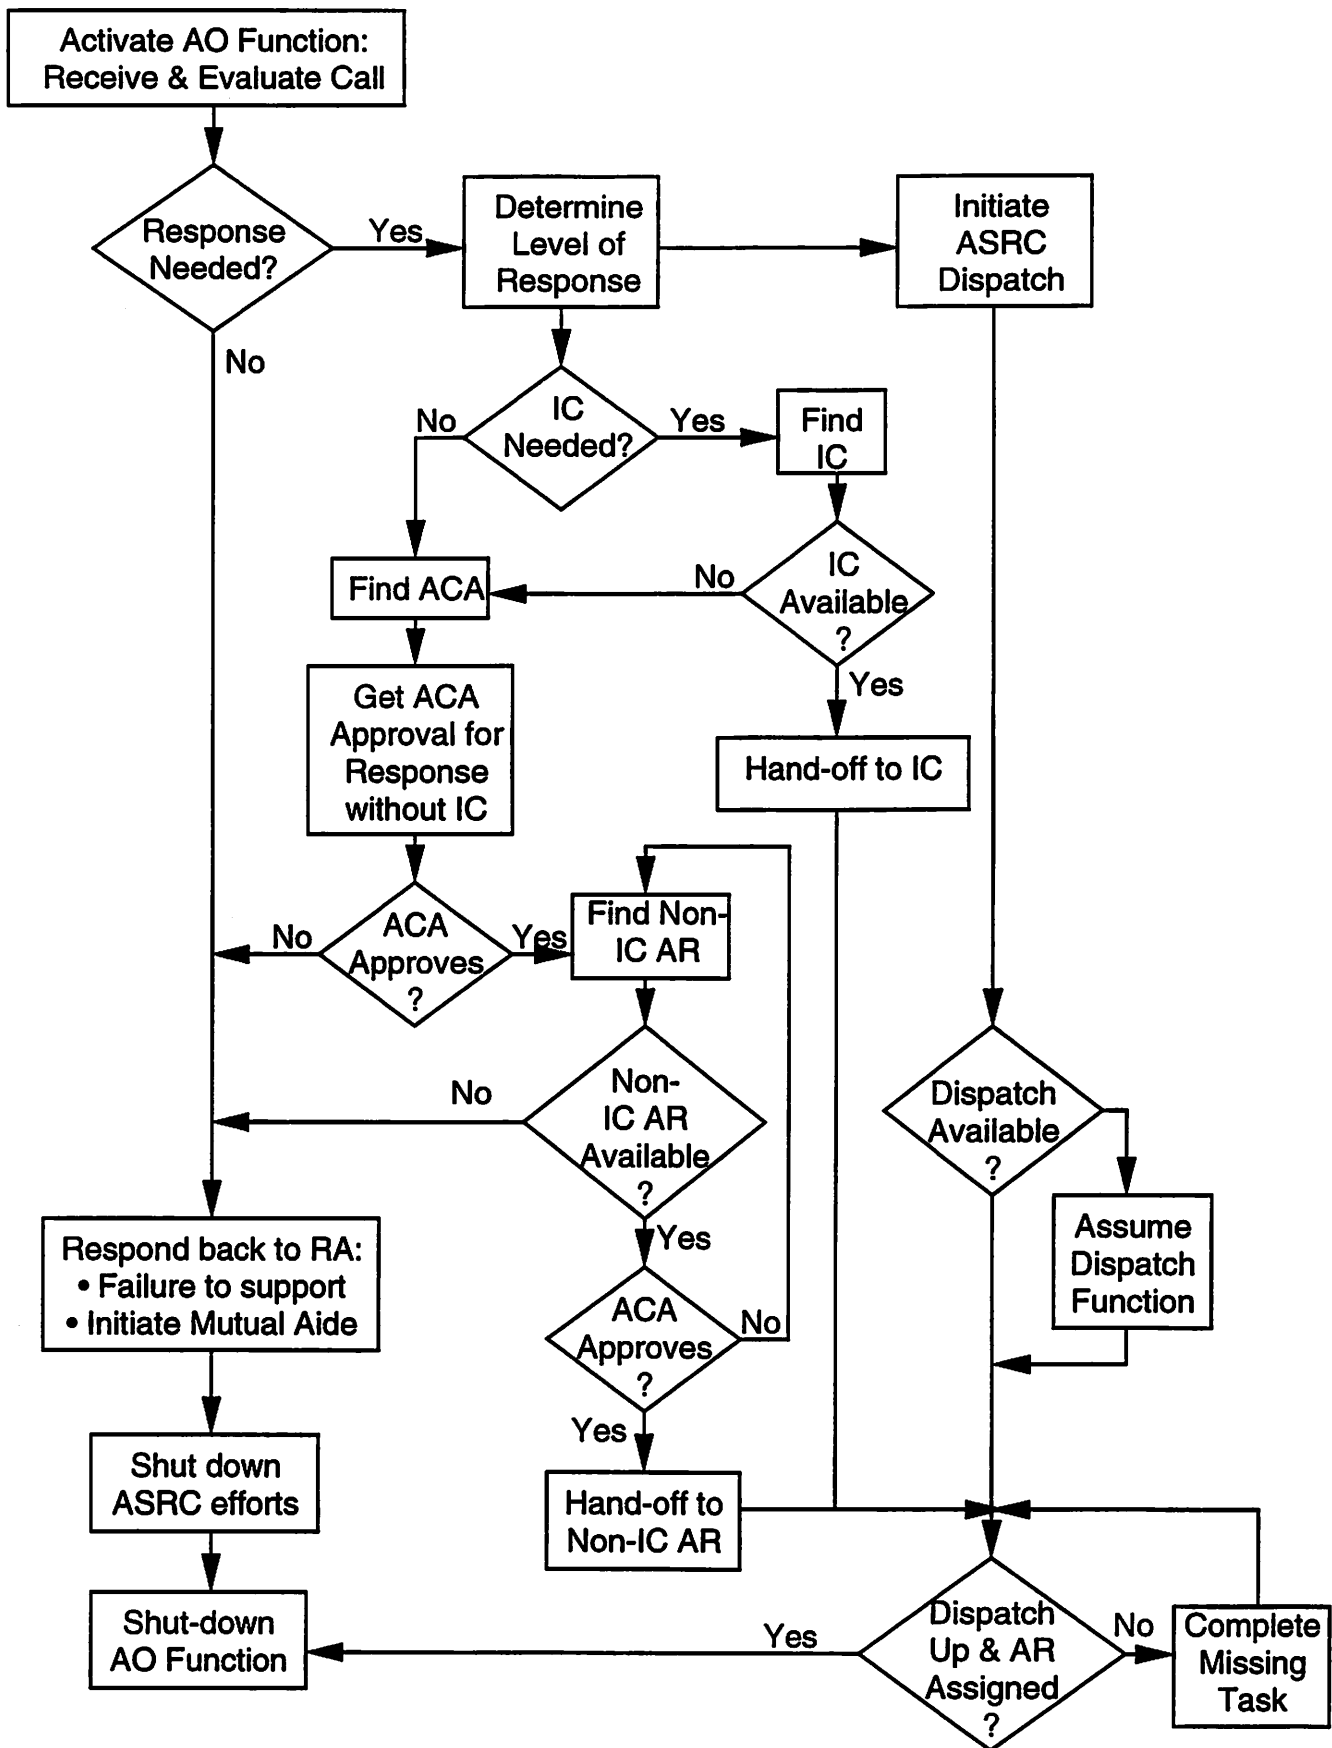 Activate AO Function:
Receive & Evaluate Call
Response
Needed?
Yes
Determine
Level of
Response
Initiate
ASRC
Dispatch
No
IC
Needed?
No
Yes
Find
IC
Find ACA
No
IC
Available
?
Yes
Get ACA
Approval for
Response
without IC
Hand-off to IC
No
ACA
Approves
?
Yes
Find Non-
IC AR
No
Non-
IC AR
Available
?
Yes
Dispatch
Available
?
Assume
Dispatch
Function
Respond back to RA:
• Failure to support
• Initiate Mutual Aide
ACA
Approves
?
No
Yes
Shut down
ASRC efforts
Hand-off to
Non-IC AR
Shut-down
AO Function
Yes
Dispatch
Up & AR
Assigned
?
No
Complete
Missing
Task